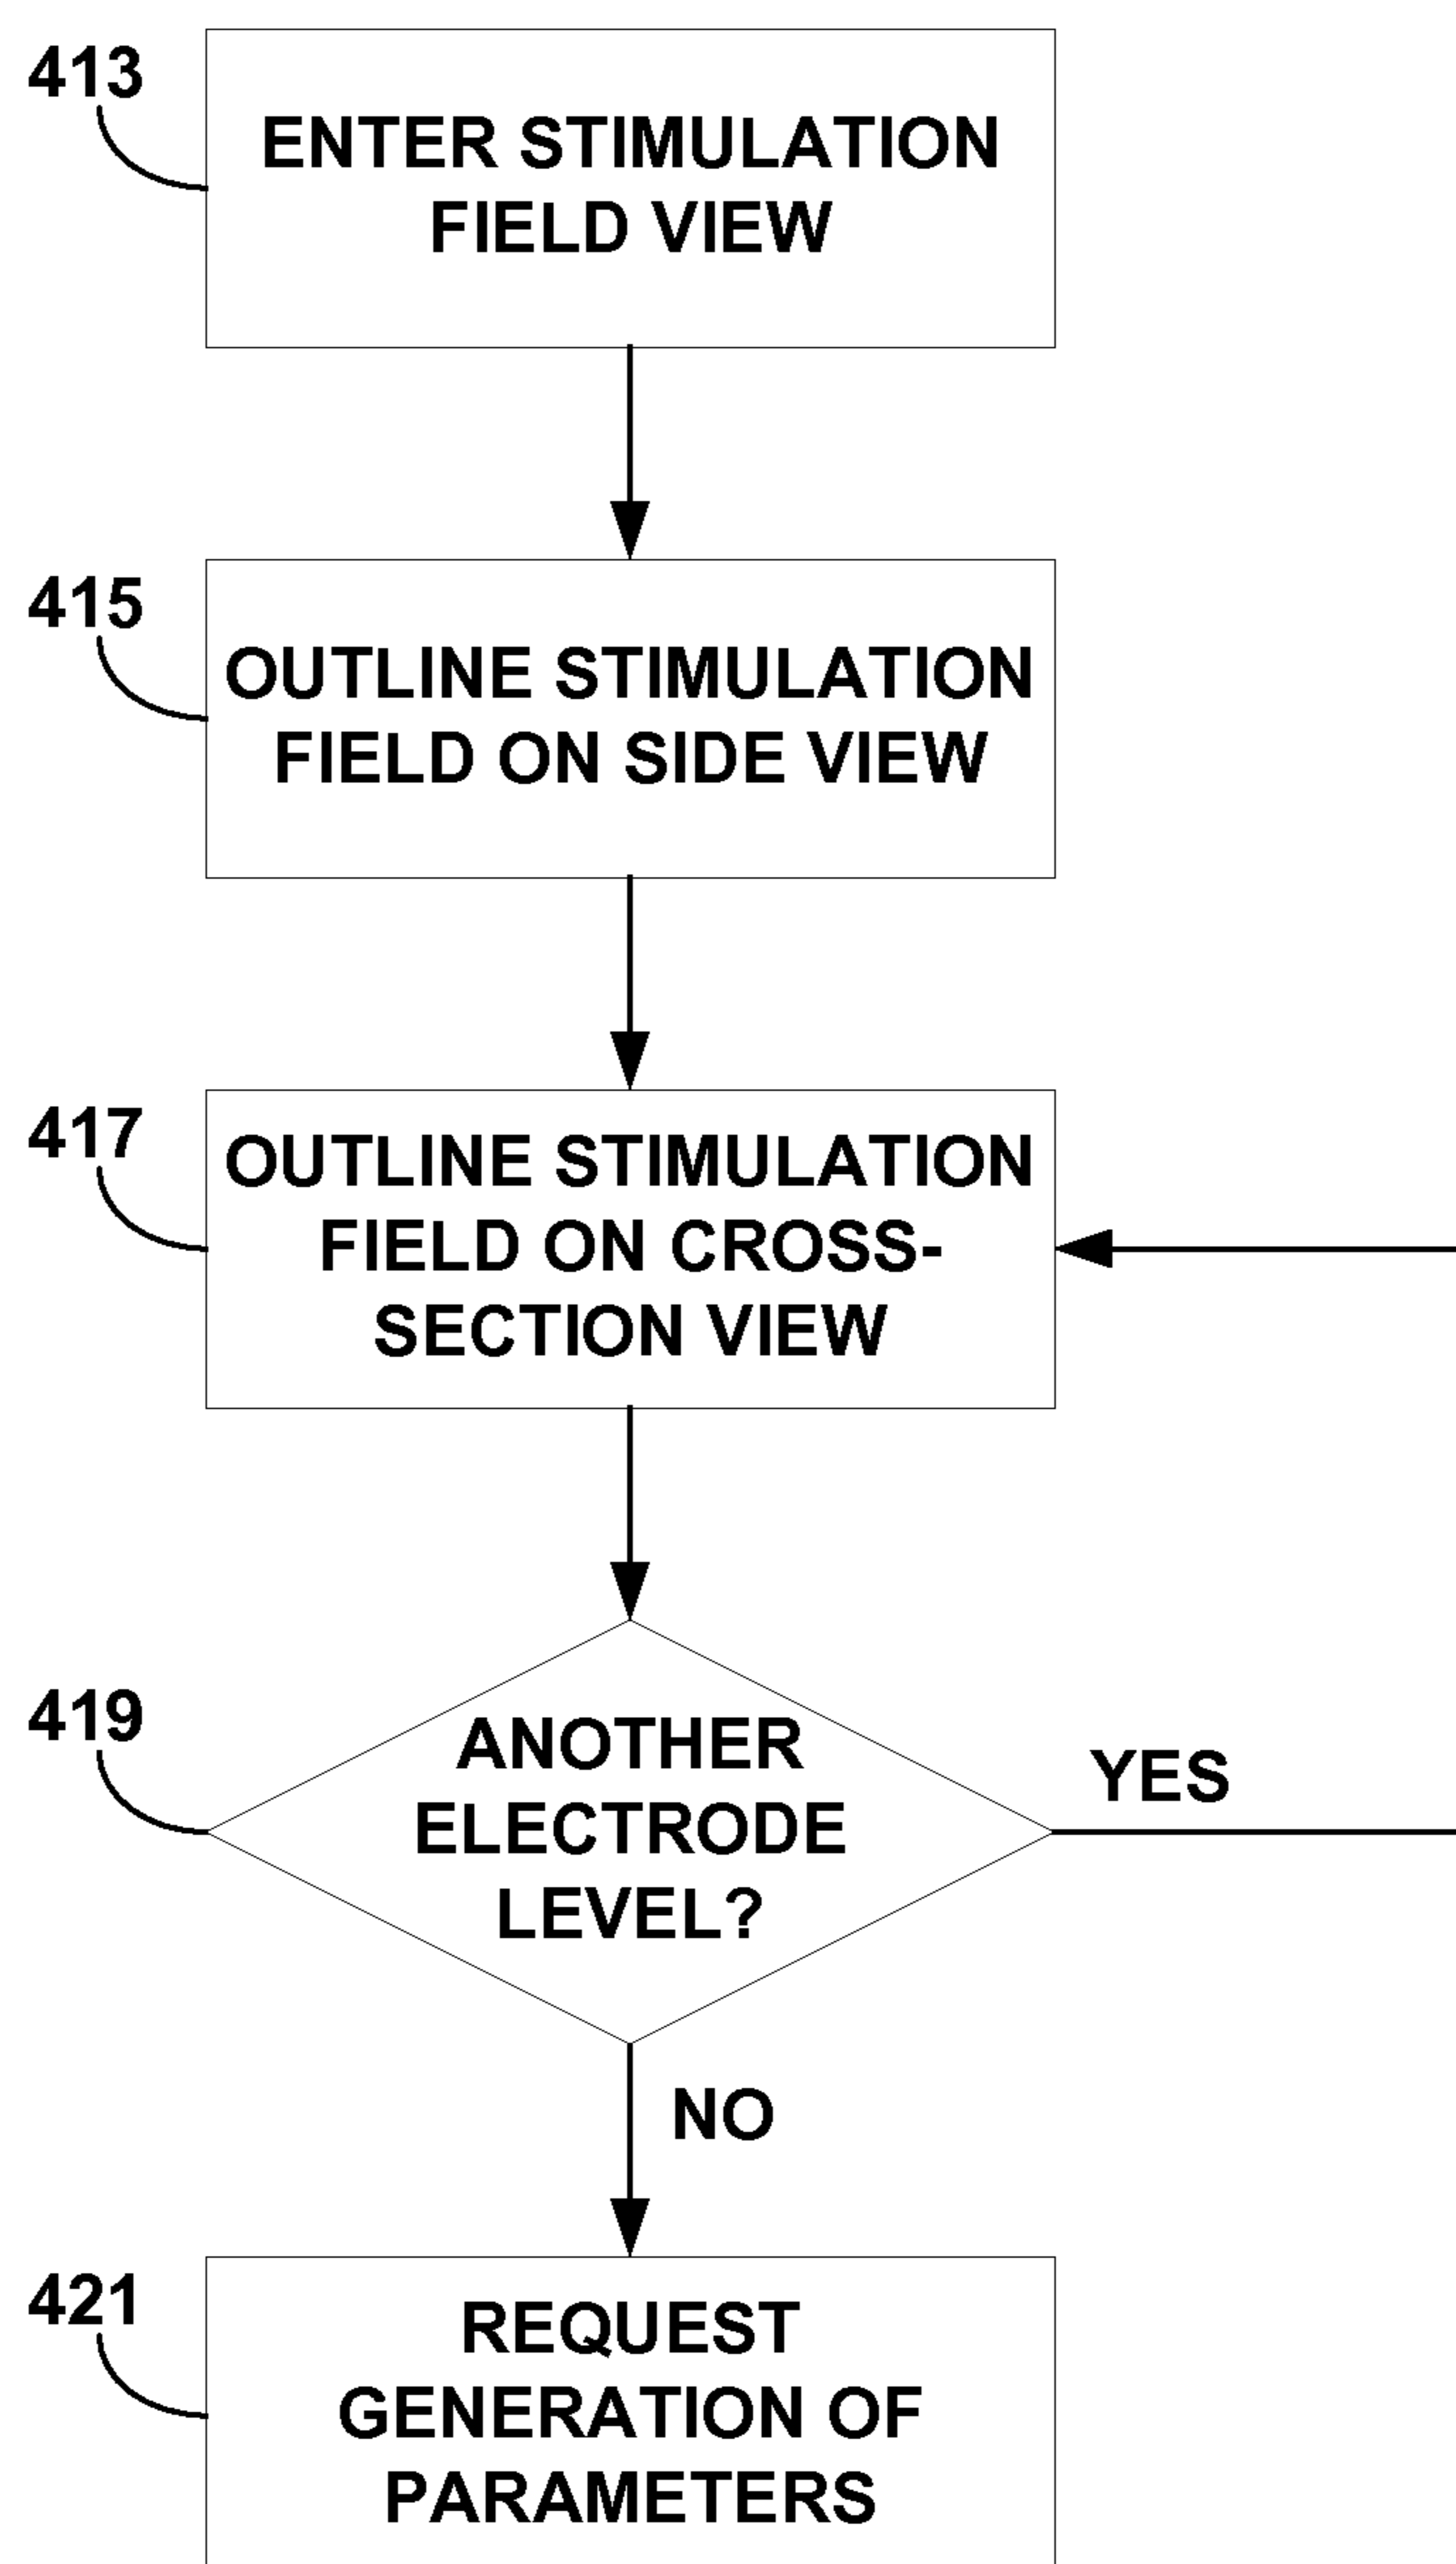 413
ENTER STIMULATION
FIELD VIEW
415
OUTLINE STIMULATION
FIELD ON SIDE VIEW
417
OUTLINE STIMULATION
FIELD ON CROSS-
SECTION VIEW
419
ANOTHER
ELECTRODE
LEVEL?
YES
NO
421
REQUEST
GENERATION OF
PARAMETERS